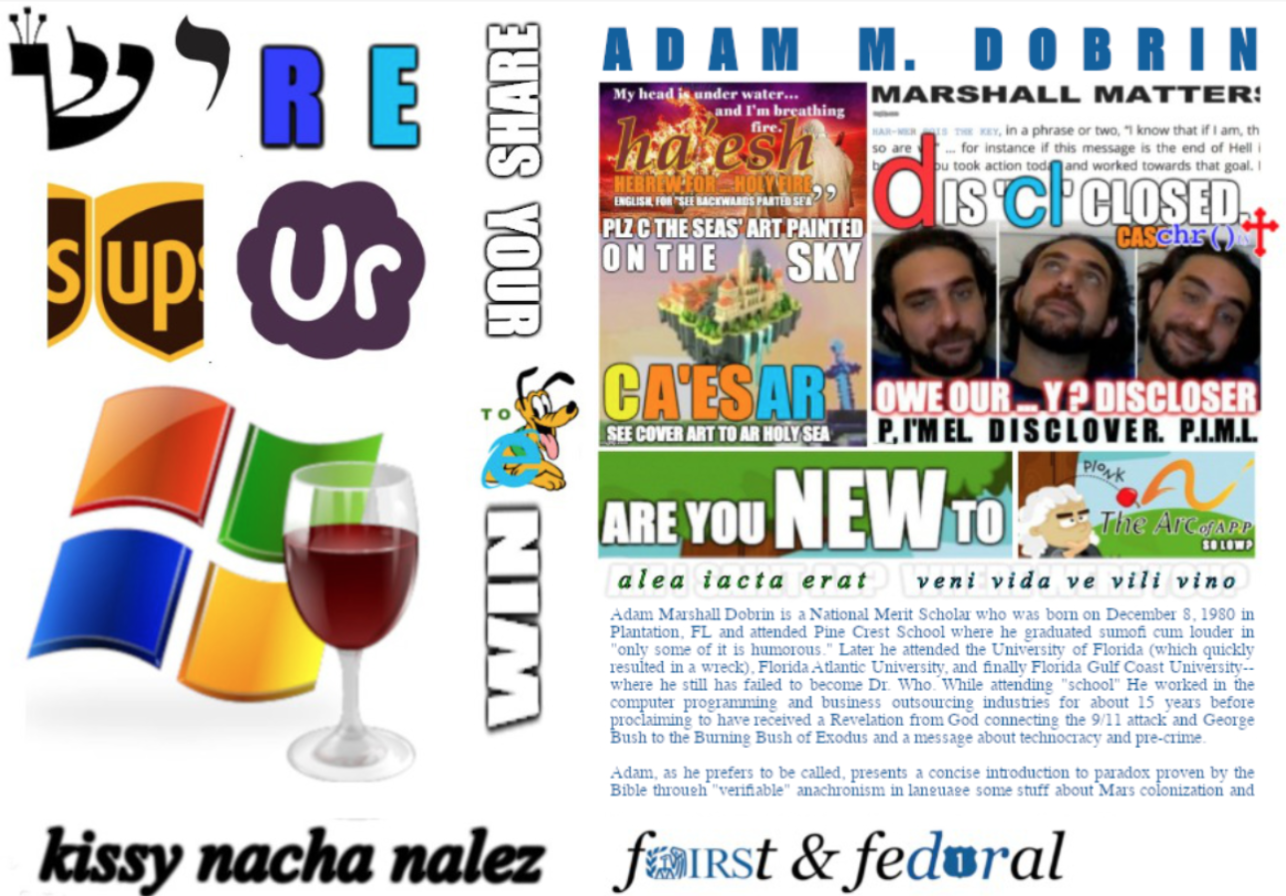 שי RE
s ups
Ur
SHARE YOUR
TO
e
WIN
kissy nacha nalez
ADAM M. DOBRIN
My head is under water...
and I'm breathing
fire.
ha'esh
HEBREW FOR ... HOLY FIRE,,
ENGLISH, FOR "SEE BACKWARDS PARTED SEA
PLZ C THE SEAS' ART PAINTED
ON THE SKY
CA'ESAR
SEE COVER ART TO AR HOLY SEA
MARSHALL MATTERS
IS THE KEY, in a phrase or two, "I know that if I am, th
so are ... for instance if this message is the end of Hell i
you took action today and worked towards that goal. I
dIS "cl" CLOSED.
CASchr()
OWE OUR ... Y ? DISCLOSER
P, I'M EL. DISCLOVER. P.I.M.L.
ARE YOU NEW TO
PlONK
The Arc of APP
SO LOWP
alea iacta erat veni vida ve vili vino
Adam Marshall Dobrin is a National Merit Scholar who was born on December 8, 1980 in
Plantation, FL and attended Pine Crest School where he graduated sumofi cum louder in
"only some of it is humorous." Later he attended the University of Florida (which quickly
resulted in a wreck), Florida Atlantic University, and finally Florida Gulf Coast University--
where he still has failed to become Dr. Who. While attending "school" He worked in the
computer programming and business outsourcing industries for about 15 years before
proclaiming to have received a Revelation from God connecting the 9/11 attack and George
Bush to the Burning Bush of Exodus and a message about technocracy and pre-crime.
Adam, as he prefers to be called, presents a concise introduction to paradox proven by the
Bible through "verifiable" anachronism in language some stuff about Mars colonization and
fIRSt & fed1ral